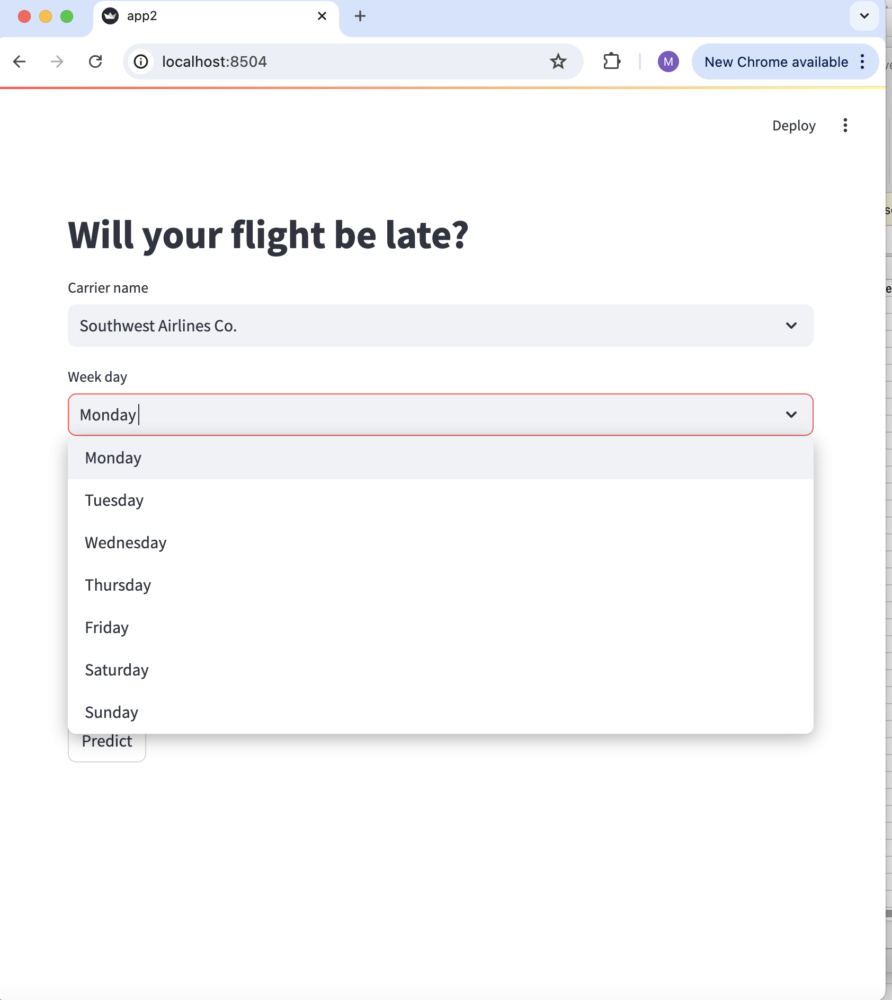 app2
localhost:8504
M
New Chrome available
Deploy
Will your flight be late?
Carrier name
Southwest Airlines Co.
Week day
Monday
Monday
Tuesday
Wednesday
Thursday
Friday
Saturday
Sunday
Predict